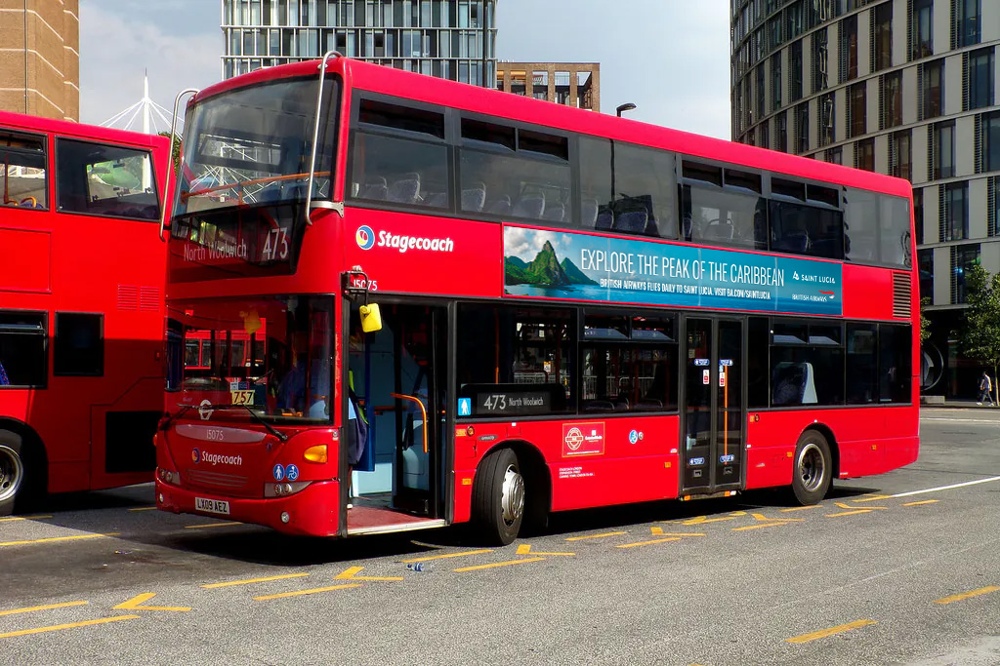 North Woolwich 473
Stagecoach
15075
EXPLORE THE PEAK OF THE CARIBBEAN
BRITISH AIRWAYS FLIES DAILY TO SAINT LUCIA. VISIT BA.COM/SAINTLUCIA
SAINT LUCIA
BRITISH AIRWAYS
757
473 North Woolwich
15075
Stagecoach
LX09 AEZ